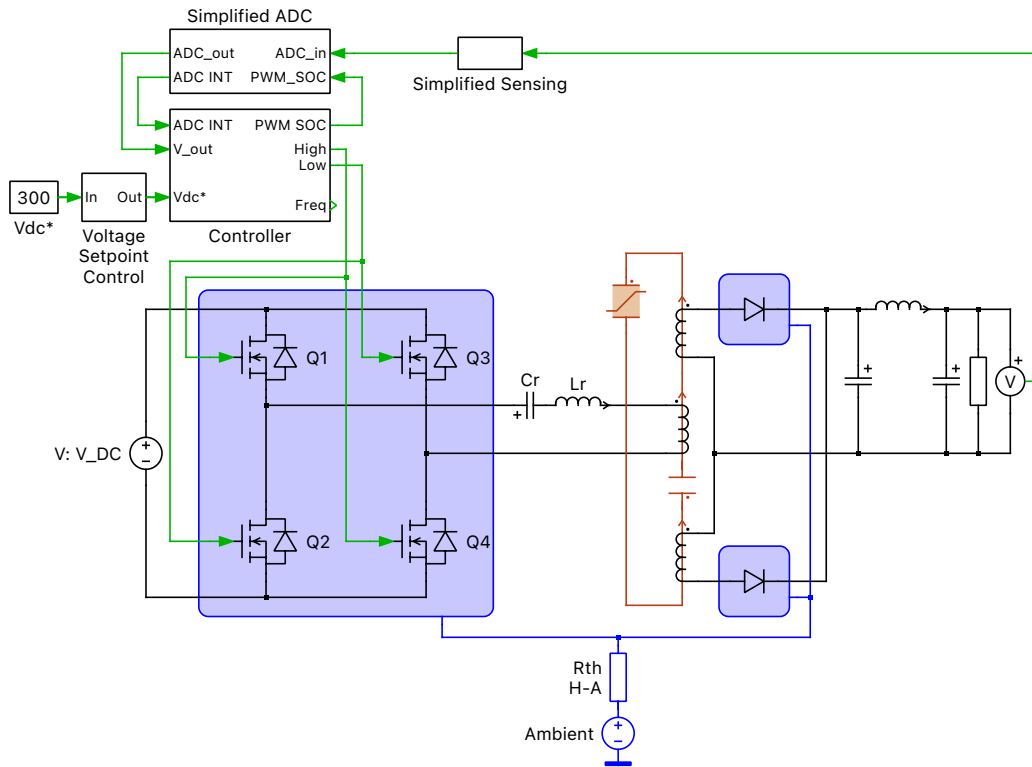 Simplified ADC
ADC_out
ADC_in
ADC INT
PWM_SOC
Simplified Sensing
ADC INT
PWM SOC
V_out
High
Low
Vdc*
Freq
Controller
300
Vdc*
In
Out
Voltage
Setpoint
Control
Q1
Q3
Cr
Lr
V
V: V_DC
Q2
Q4
Rth
H-A
Ambient